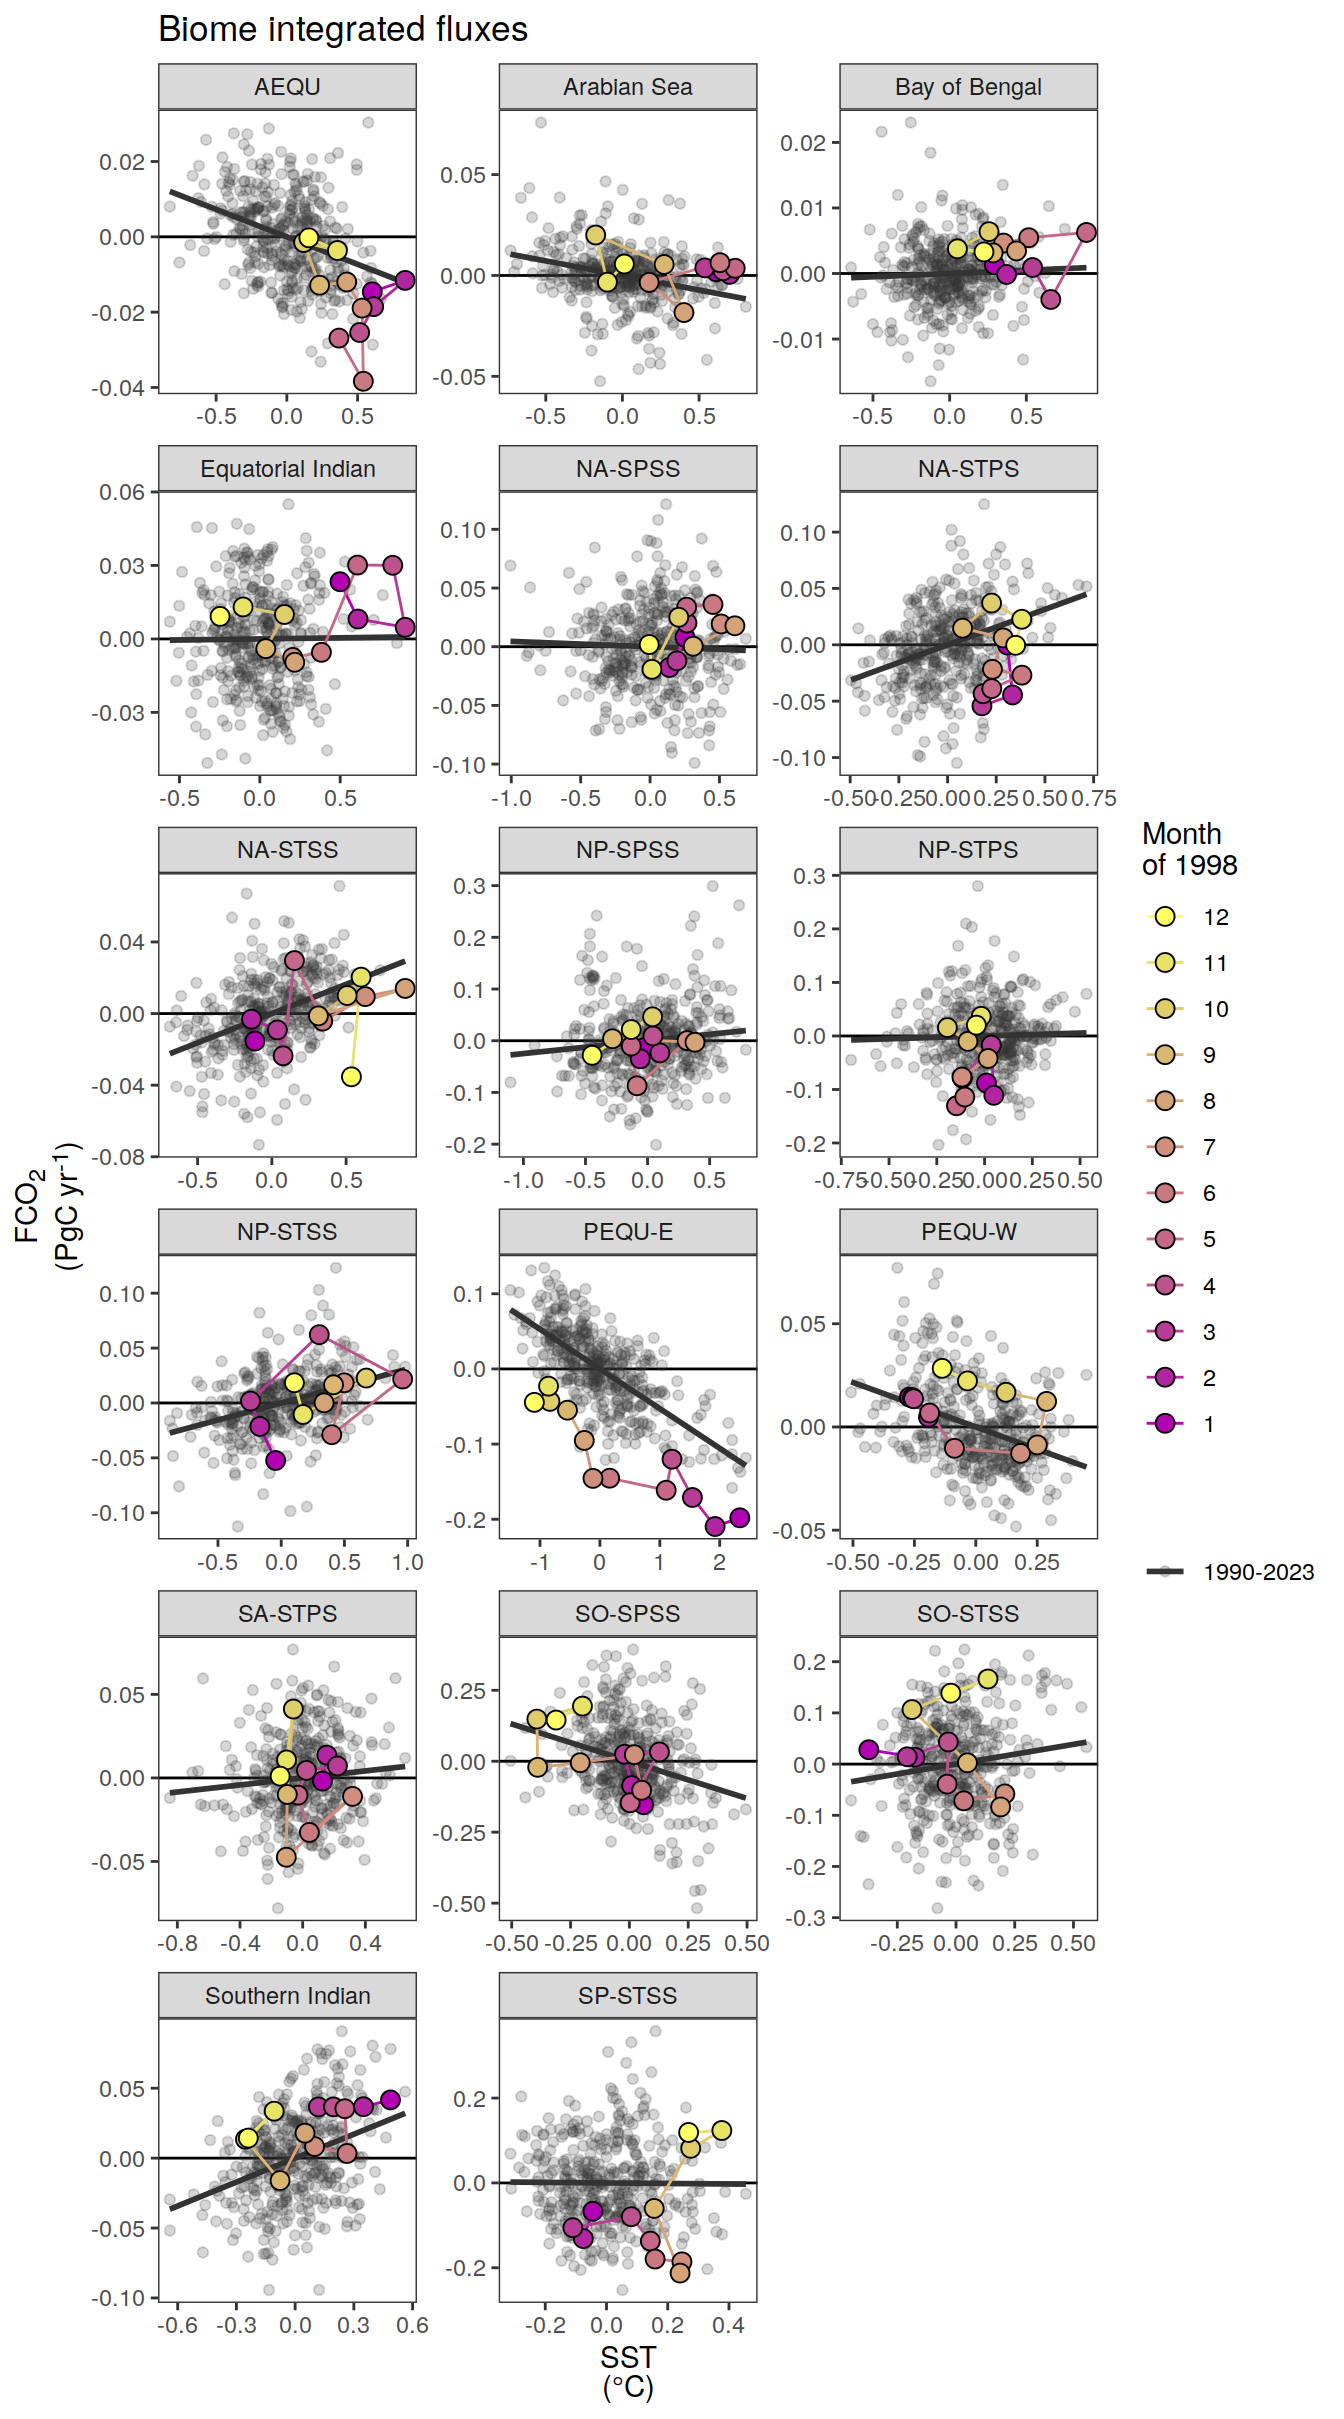 Biome integrated fluxes
AEQU
Arabian Sea
Bay of Bengal
0.02
0.00
-0.02
-0.04
0.05
0.00
-0.05
0.02
0.01
0.00
-0.01
-0.5 0.0 0.5
-0.5 0.0 0.5
-0.5 0.0 0.5
Equatorial Indian
NA-SPSS
NA-STPS
0.06
0.03
0.00
-0.03
0.10
0.05
0.00
-0.05
-0.10
0.10
0.05
0.00
-0.05
-0.10
-0.5 0.0 0.5
-1.0 -0.5 0.0 0.5
-0.50 -0.25 0.00 0.25 0.50 0.75
NA-STSS
NP-SPSS
NP-STPS
0.04
0.00
-0.04
-0.08
0.3
0.2
0.1
0.0
-0.1
-0.2
0.3
0.2
0.1
0.0
-0.1
-0.2
-0.5 0.0 0.5
-1.0 -0.5 0.0 0.5
-0.75 -0.50 -0.25 0.00 0.25 0.50
NP-STSS
PEQU-E
PEQU-W
0.10
0.05
0.00
-0.05
-0.10
0.1
0.0
-0.1
-0.2
0.05
0.00
-0.05
-0.5 0.0 0.5 1.0
-1 0 1 2
-0.50 -0.25 0.00 0.25
SA-STPS
SO-SPSS
SO-STSS
0.05
0.00
-0.05
0.25
0.00
-0.25
-0.50
0.2
0.1
0.0
-0.1
-0.2
-0.3
-0.8 -0.4 0.0 0.4
-0.50 -0.25 0.00 0.25 0.50
-0.25 0.00 0.25 0.50
Southern Indian
SP-STSS
0.05
0.00
-0.05
-0.10
0.2
0.0
-0.2
-0.6 -0.3 0.0 0.3 0.6
-0.2 0.0 0.2 0.4
SST
(°C)
FCO2
(PgC yr-1)
Month
of 1998
12
11
10
9
8
7
6
5
4
3
2
1
1990-2023